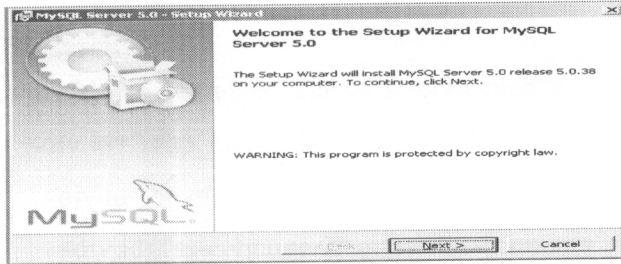 MySQL Server 5.0 - Setup Wizard
Welcome to the Setup Wizard for MySQL
Server 5.0
The Setup Wizard will install MySQL Server 5.0 release 5.0.38
on your computer. To continue, click Next.
WARNING: This program is protected by copyright law.
MySQL.
< Back
Next >
Cancel